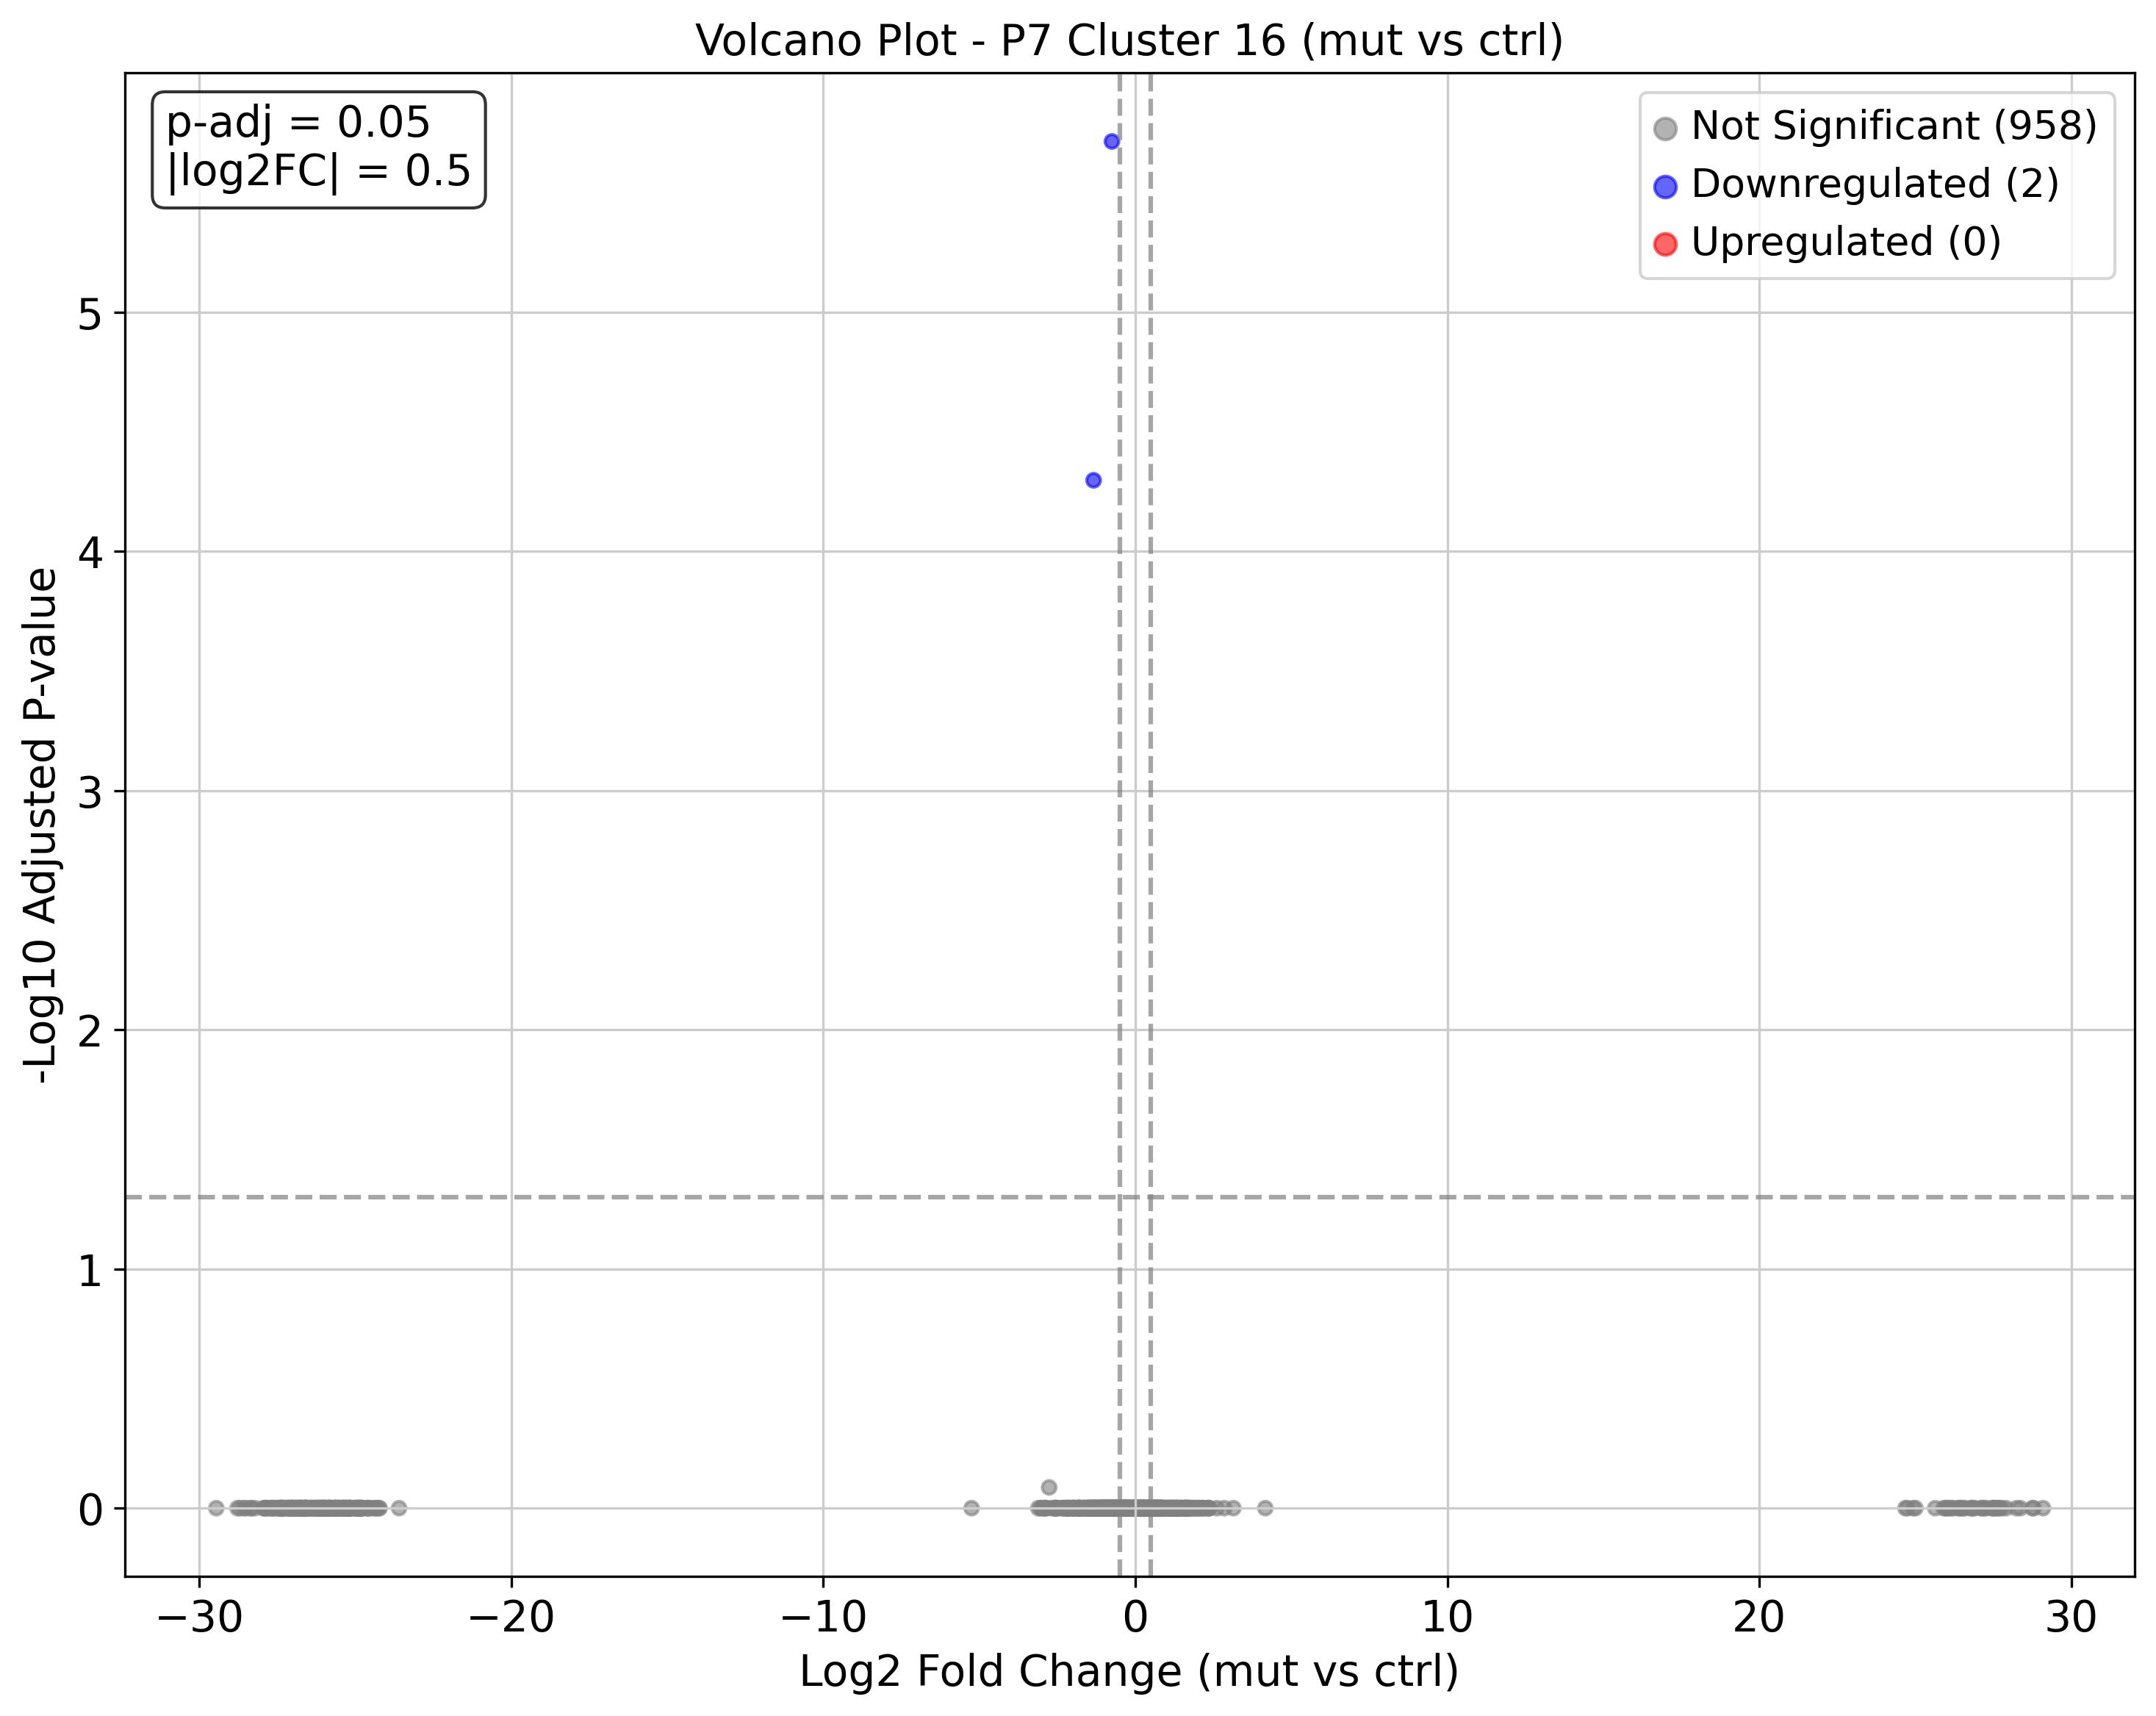 Volcano Plot - P7 Cluster 16 (mut vs ctrl)
p-adj = 0.05
|log2FC| = 0.5
Not Significant (958)
Downregulated (2)
Upregulated (0)
-Log10 Adjusted P-value
5
4
3
2
1
0
−30 −20 −10 0 10 20 30
Log2 Fold Change (mut vs ctrl)